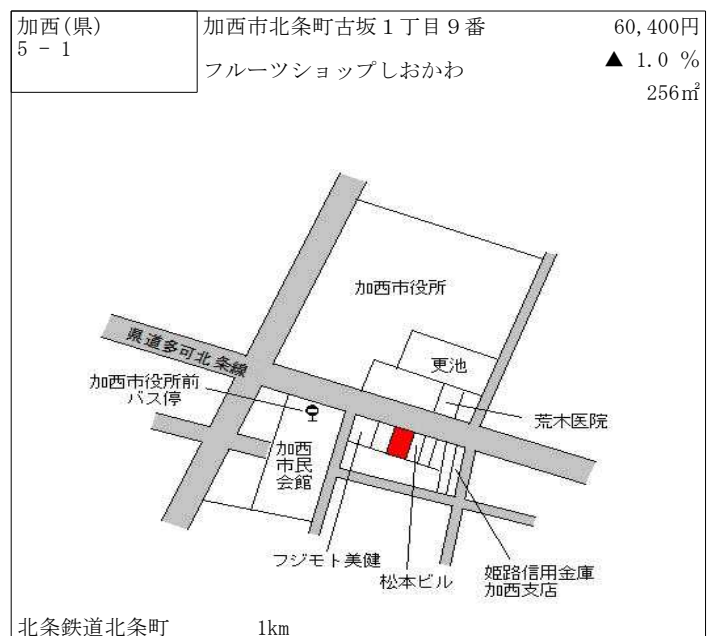 加西(県)
5 － 1
加西市北条町古坂１丁目９番
フルーツショップしおかわ
60,400円
▲ 1.0 %
256㎡
加西市役所
県道多可北条線
更池
加西市役所前
バス停
荒木医院
加西
市民
会館
フジモト美健
松本ビル
姫路信用金庫
加西支店
北条鉄道北条町 1km